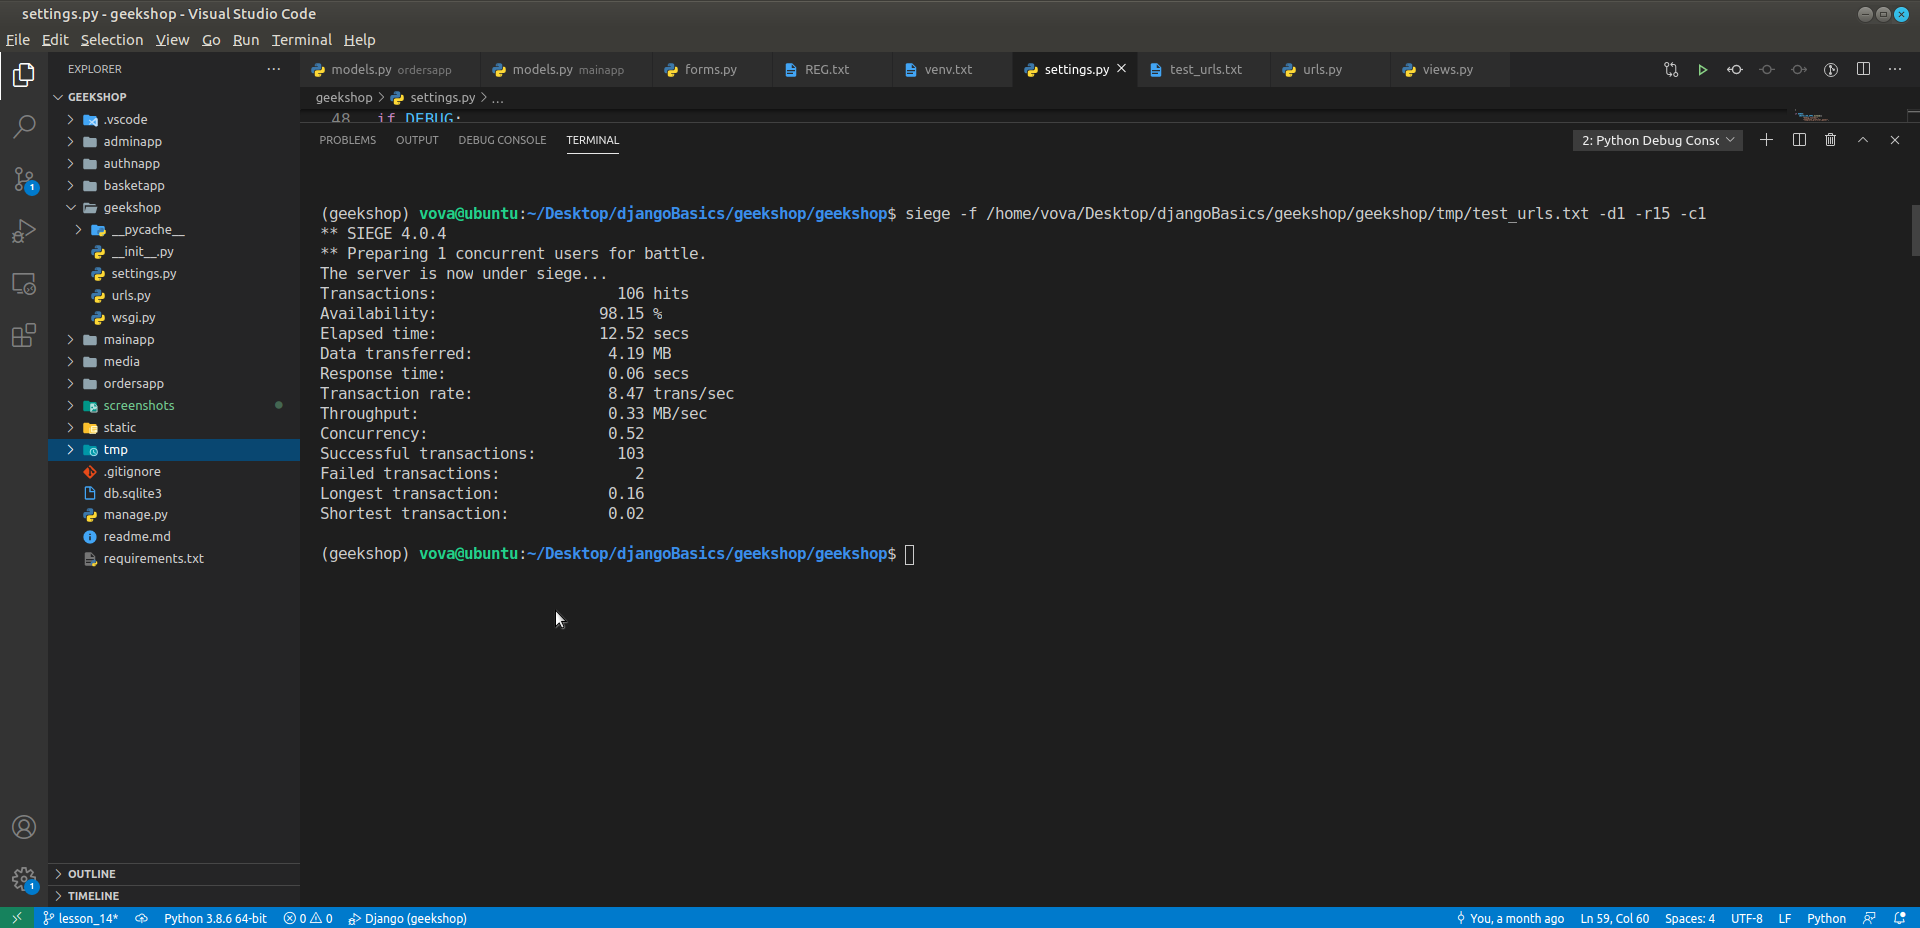 settings.py - geekshop - Visual Studio Code
File Edit Selection View Go Run Terminal Help
EXPLORER
models.py ordersapp
models.py mainapp
forms.py
REG.txt
venv.txt
settings.py
test_urls.txt
urls.py
views.py
GEEKSHOP
geekshop > settings.py > ...
48 if DEBUG:
.vscode
adminapp
authnapp
basketapp
geekshop
__pycache__
__init__.py
settings.py
urls.py
wsgi.py
mainapp
media
ordersapp
screenshots
static
tmp
.gitignore
db.sqlite3
manage.py
readme.md
requirements.txt
OUTLINE
TIMELINE
PROBLEMS OUTPUT DEBUG CONSOLE TERMINAL
2: Python Debug Consc
(geekshop) vova@ubuntu:~/Desktop/djangoBasics/geekshop/geekshop$ siege -f /home/vova/Desktop/djangoBasics/geekshop/geekshop/tmp/test_urls.txt -d1 -r15 -c1
** SIEGE 4.0.4
** Preparing 1 concurrent users for battle.
The server is now under siege...
Transactions: 106 hits
Availability: 98.15 %
Elapsed time: 12.52 secs
Data transferred: 4.19 MB
Response time: 0.06 secs
Transaction rate: 8.47 trans/sec
Throughput: 0.33 MB/sec
Concurrency: 0.52
Successful transactions: 103
Failed transactions: 2
Longest transaction: 0.16
Shortest transaction: 0.02
(geekshop) vova@ubuntu:~/Desktop/djangoBasics/geekshop/geekshop$
1
1
lesson_14* Python 3.8.6 64-bit 0 0 Django (geekshop) You, a month ago Ln 59, Col 60 Spaces: 4 UTF-8 LF Python